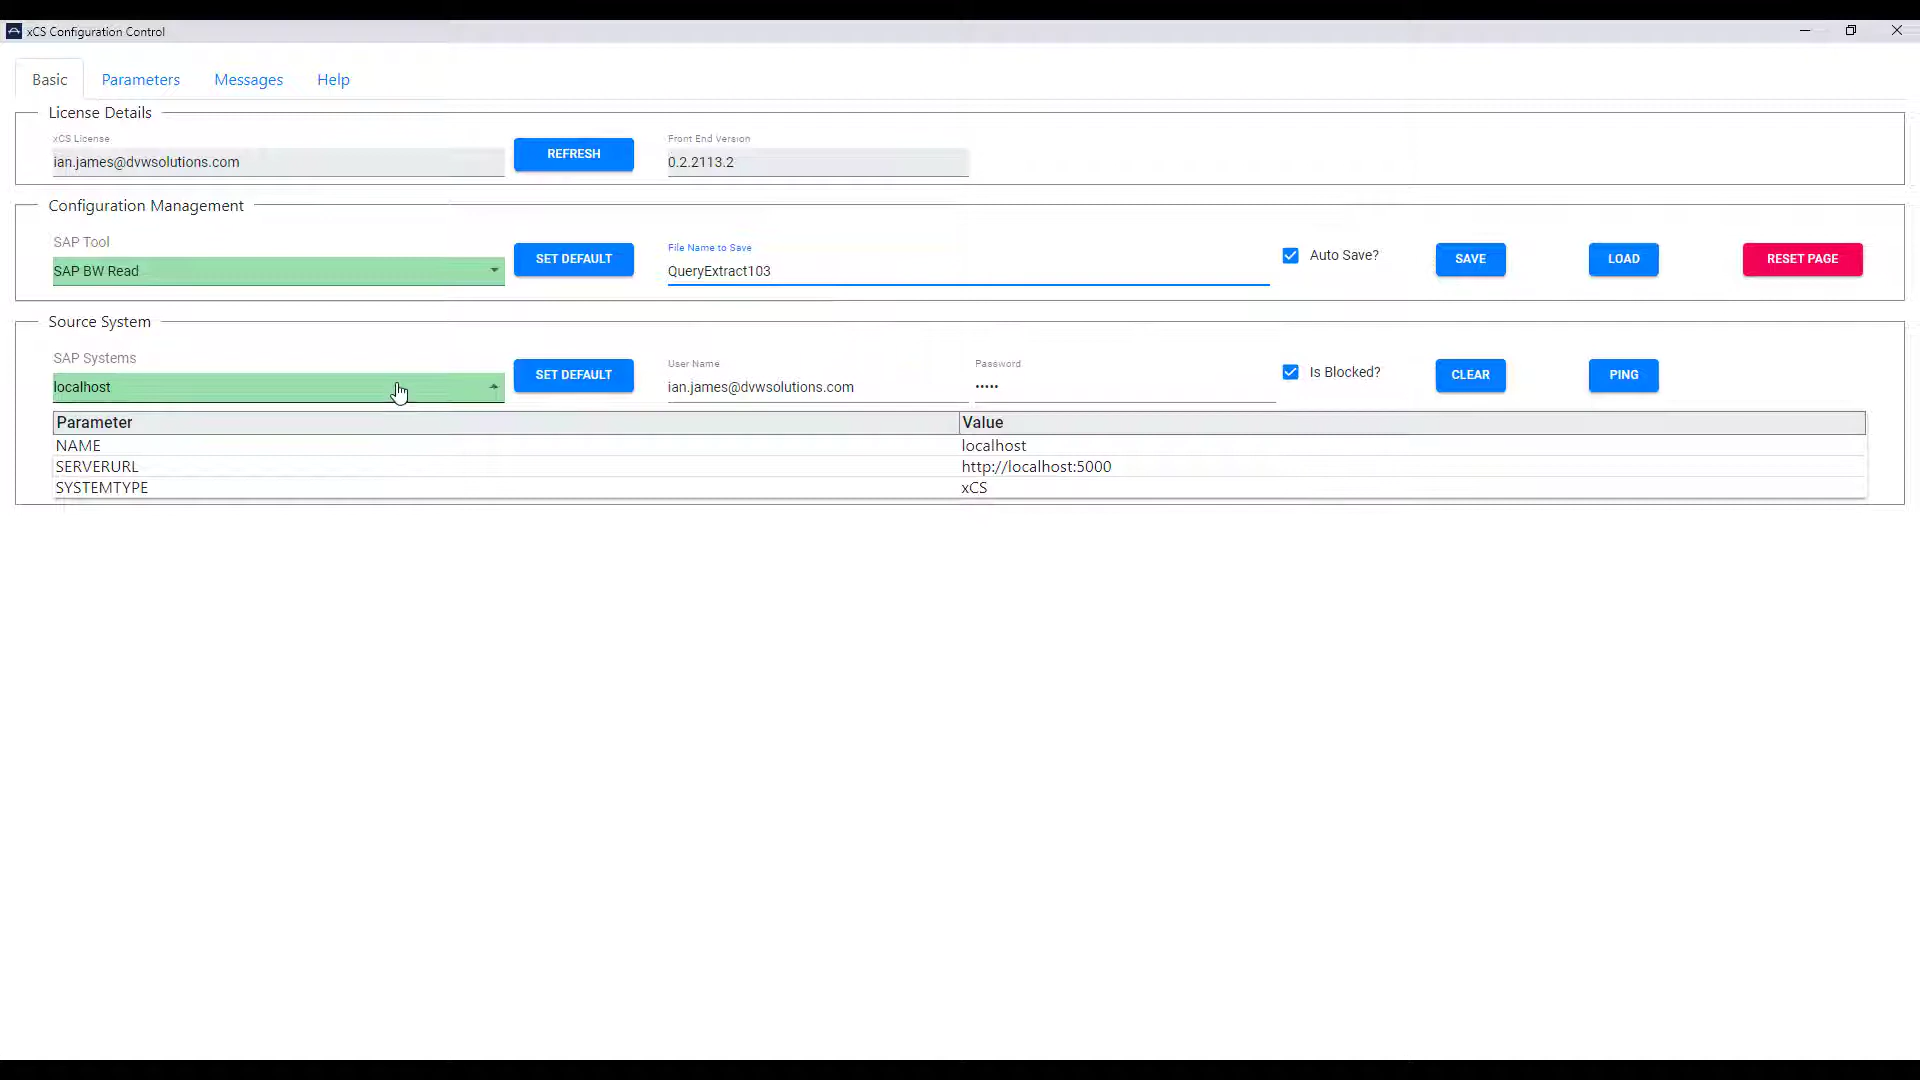 xCS Configuration Control
Basic Parameters Messages Help
License Details
xCS License
ian.james@dvwsolutions.com
REFRESH
Front End Version
0.2.2113.2
Configuration Management
SAP Tool
SAP BW Read
SET DEFAULT
File Name to Save
QueryExtract103
Auto Save?
SAVE
LOAD
RESET PAGE
Source System
SAP Systems
localhost
SET DEFAULT
User Name
ian.james@dvwsolutions.com
Password
•••••
Is Blocked?
CLEAR
PING
Parameter Value
NAME localhost
SERVERURL http://localhost:5000
SYSTEMTYPE xCS